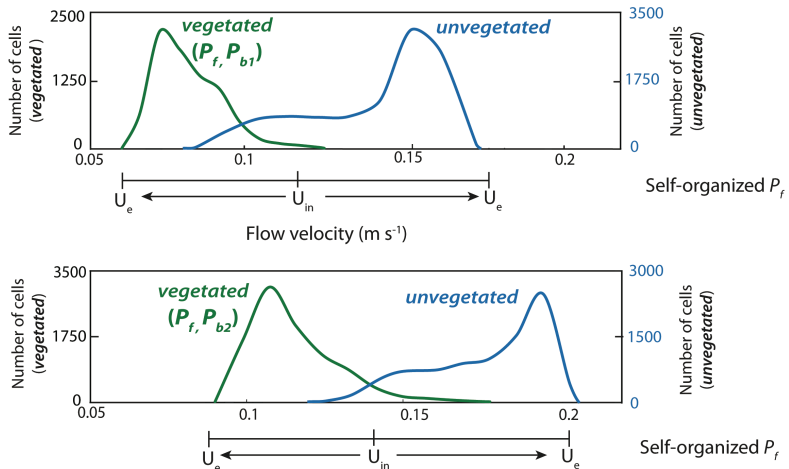 2500
1250
0
Number of cells
(vegetated)
vegetated
(Pf, Pb1)
unvegetated
3500
1750
0
Number of cells
(unvegetated)
0.05
0.1
0.15
0.2
Ue
Uin
Ue
Self-organized Pf
Flow velocity (m s-1)
3500
1750
0
Number of cells
(vegetated)
vegetated
(Pf, Pb2)
unvegetated
3000
1500
0
Number of cells
(unvegetated)
0.05
0.1
0.15
0.2
Ue
Uin
Ue
Self-organized Pf